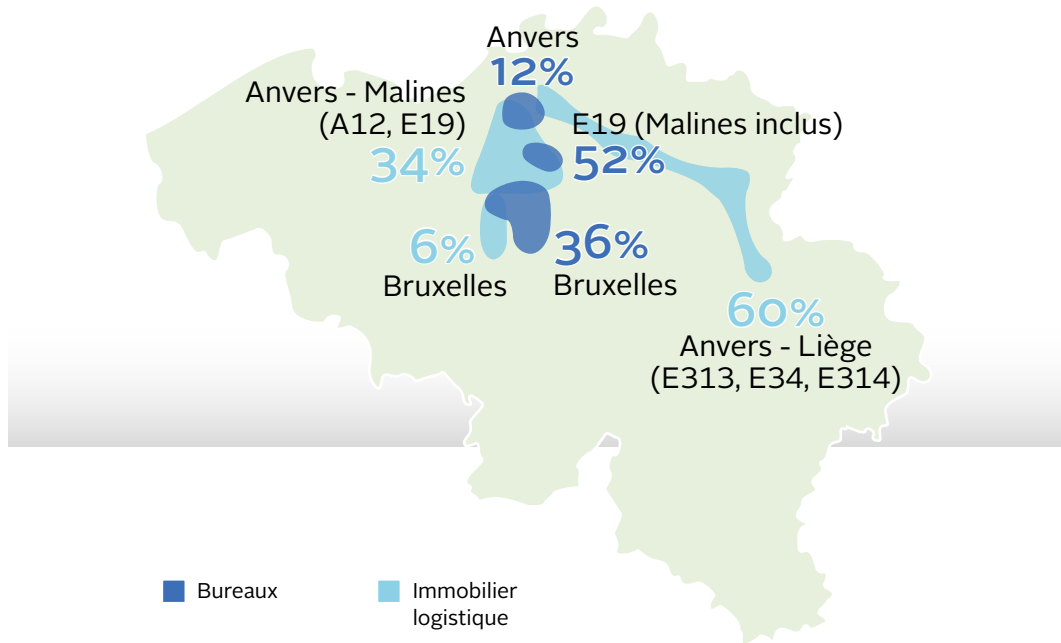 Anvers
12%
Anvers - Malines
(A12, E19)
34%
E19 (Malines inclus)
52%
6%
Bruxelles
36%
Bruxelles
60%
Anvers - Liège
(E313, E34, E314)
Bureaux
Immobilier
logistique